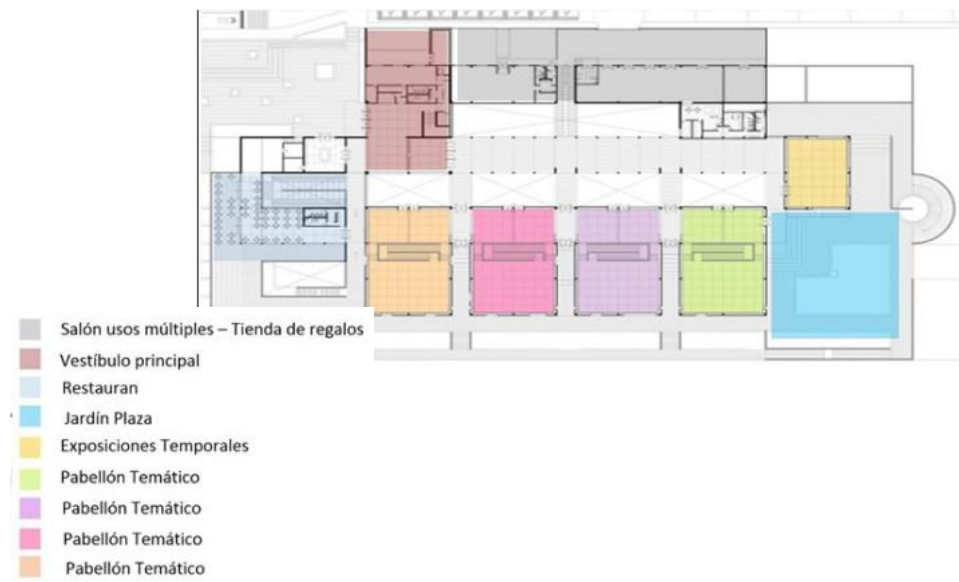 Salón usos múltiples – Tienda de regalos
Vestíbulo principal
Restauran
Jardín Plaza
Exposiciones Temporales
Pabellón Temático
Pabellón Temático
Pabellón Temático
Pabellón Temático